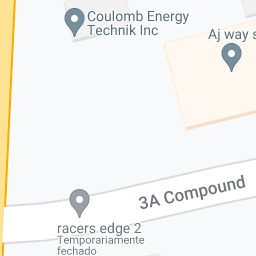 Coulomb Energy
Technik Inc
Aj way s
3A Compound
racers edge 2
Temporariamente
fechado